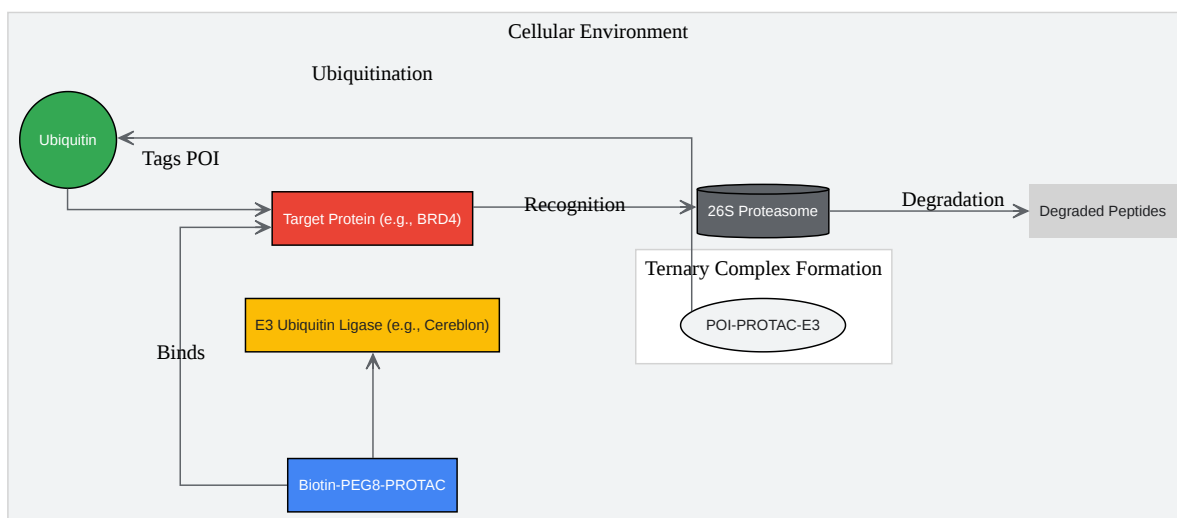 Cellular Environment
Ubiquitination
Ubiquitin
Tags POI
Target Protein (e.g., BRD4)
Recognition
26S Proteasome
Degradation
Degraded Peptides
Ternary Complex Formation
POI-PROTAC-E3
E3 Ubiquitin Ligase (e.g., Cereblon)
Binds
Biotin-PEG8-PROTAC